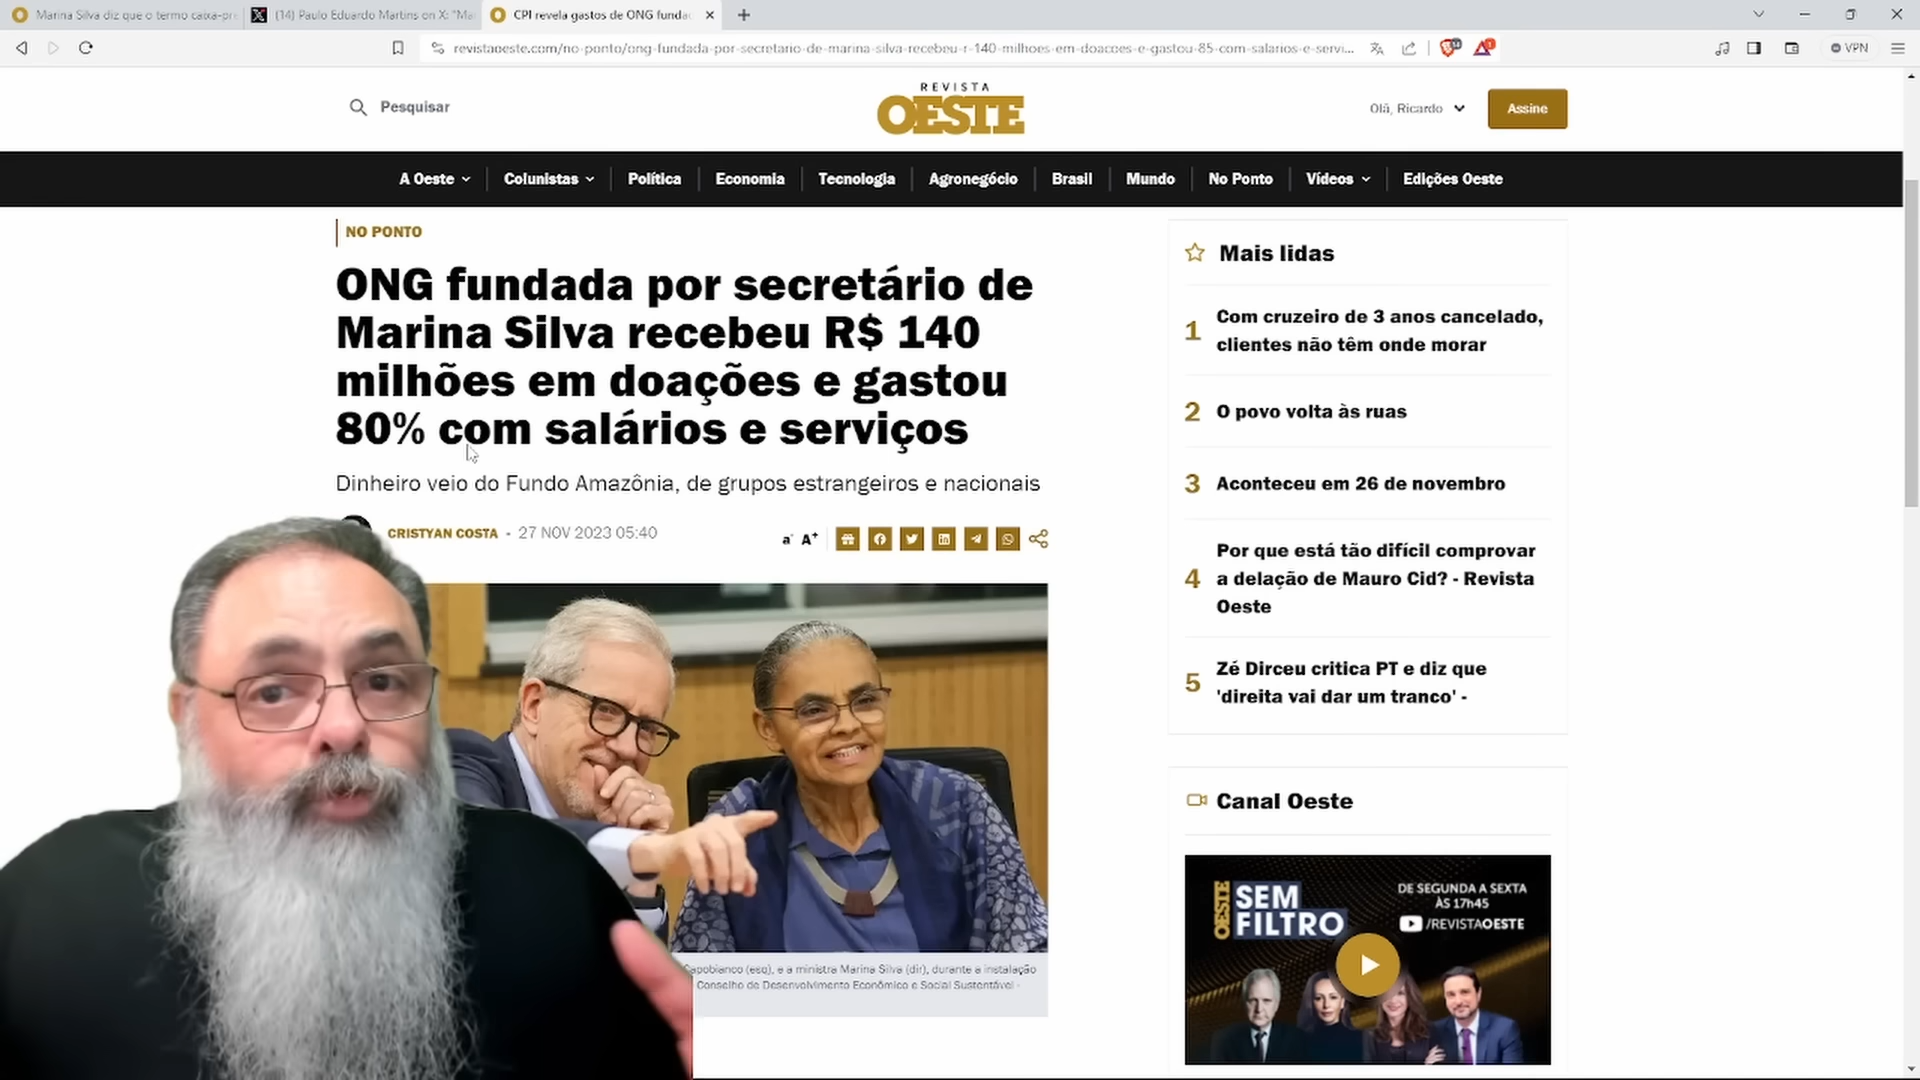 Marina Silva diz que o termo caixa-pr
(14) Paulo Eduardo Martins on X: "Ma
CPI revela gastos de ONG funda
revistaoeste.com/no-ponto/ong-fundada-por-secretario-de-marina-silva-recebeu-r-140-milhoes-em-doacoes-e-gastou-85-com-salarios-e-servi...
VPN
Pesquisar
REVISTA
OESTE
Olá, Ricardo
Assine
A Oeste
Colunistas
Política
Economia
Tecnologia
Agronegócio
Brasil
Mundo
No Ponto
Vídeos
Edições Oeste
NO PONTO
ONG fundada por secretário de
Marina Silva recebeu R$ 140
milhões em doações e gastou
80% com salários e serviços
Dinheiro veio do Fundo Amazônia, de grupos estrangeiros e nacionais
CRISTYAN COSTA - 27 NOV 2023 05:40
a- A+
Capobianco (esq), e a ministra Marina Silva (dir), durante a instalação
Conselho de Desenvolvimento Econômico e Social Sustentável -
Mais lidas
1 Com cruzeiro de 3 anos cancelado,
clientes não têm onde morar
2 O povo volta às ruas
3 Aconteceu em 26 de novembro
4 Por que está tão difícil comprovar
a delação de Mauro Cid? - Revista
Oeste
5 Zé Dirceu critica PT e diz que
'direita vai dar um tranco' -
Canal Oeste
OESTE
SEM
FILTRO
DE SEGUNDA A SEXTA
ÀS 17h45
/REVISTAOESTE